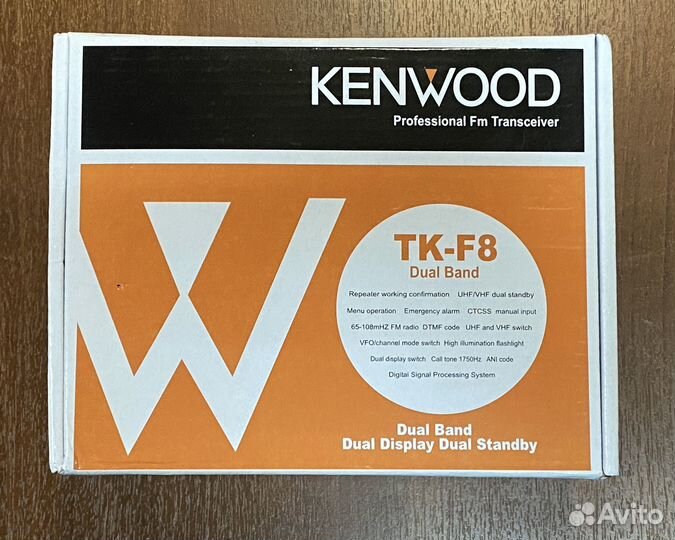 KENWOOD
Professional Fm Transceiver
TK-F8
Dual Band
Repeater working confirmation UHF/VHF dual standby
Menu operation Emergency alarm CTCSS manual input
65-108mHZ FM radio DTMF code UHF and VHF switch
VFO/channel mode switch High illumination flashlight
Dual display switch Call tone 1750Hz ANI code
Digital Signal Processing System
Dual Band
Dual Display Dual Standby
Avito